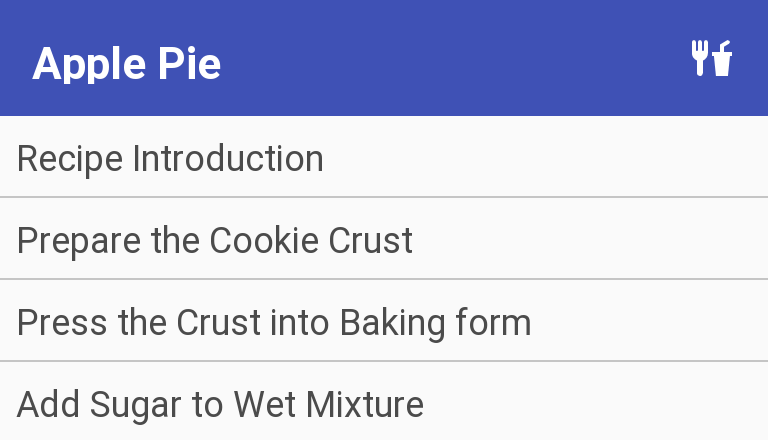 Apple Pie
Recipe Introduction
Prepare the Cookie Crust
Press the Crust into Baking form
Add Sugar to Wet Mixture